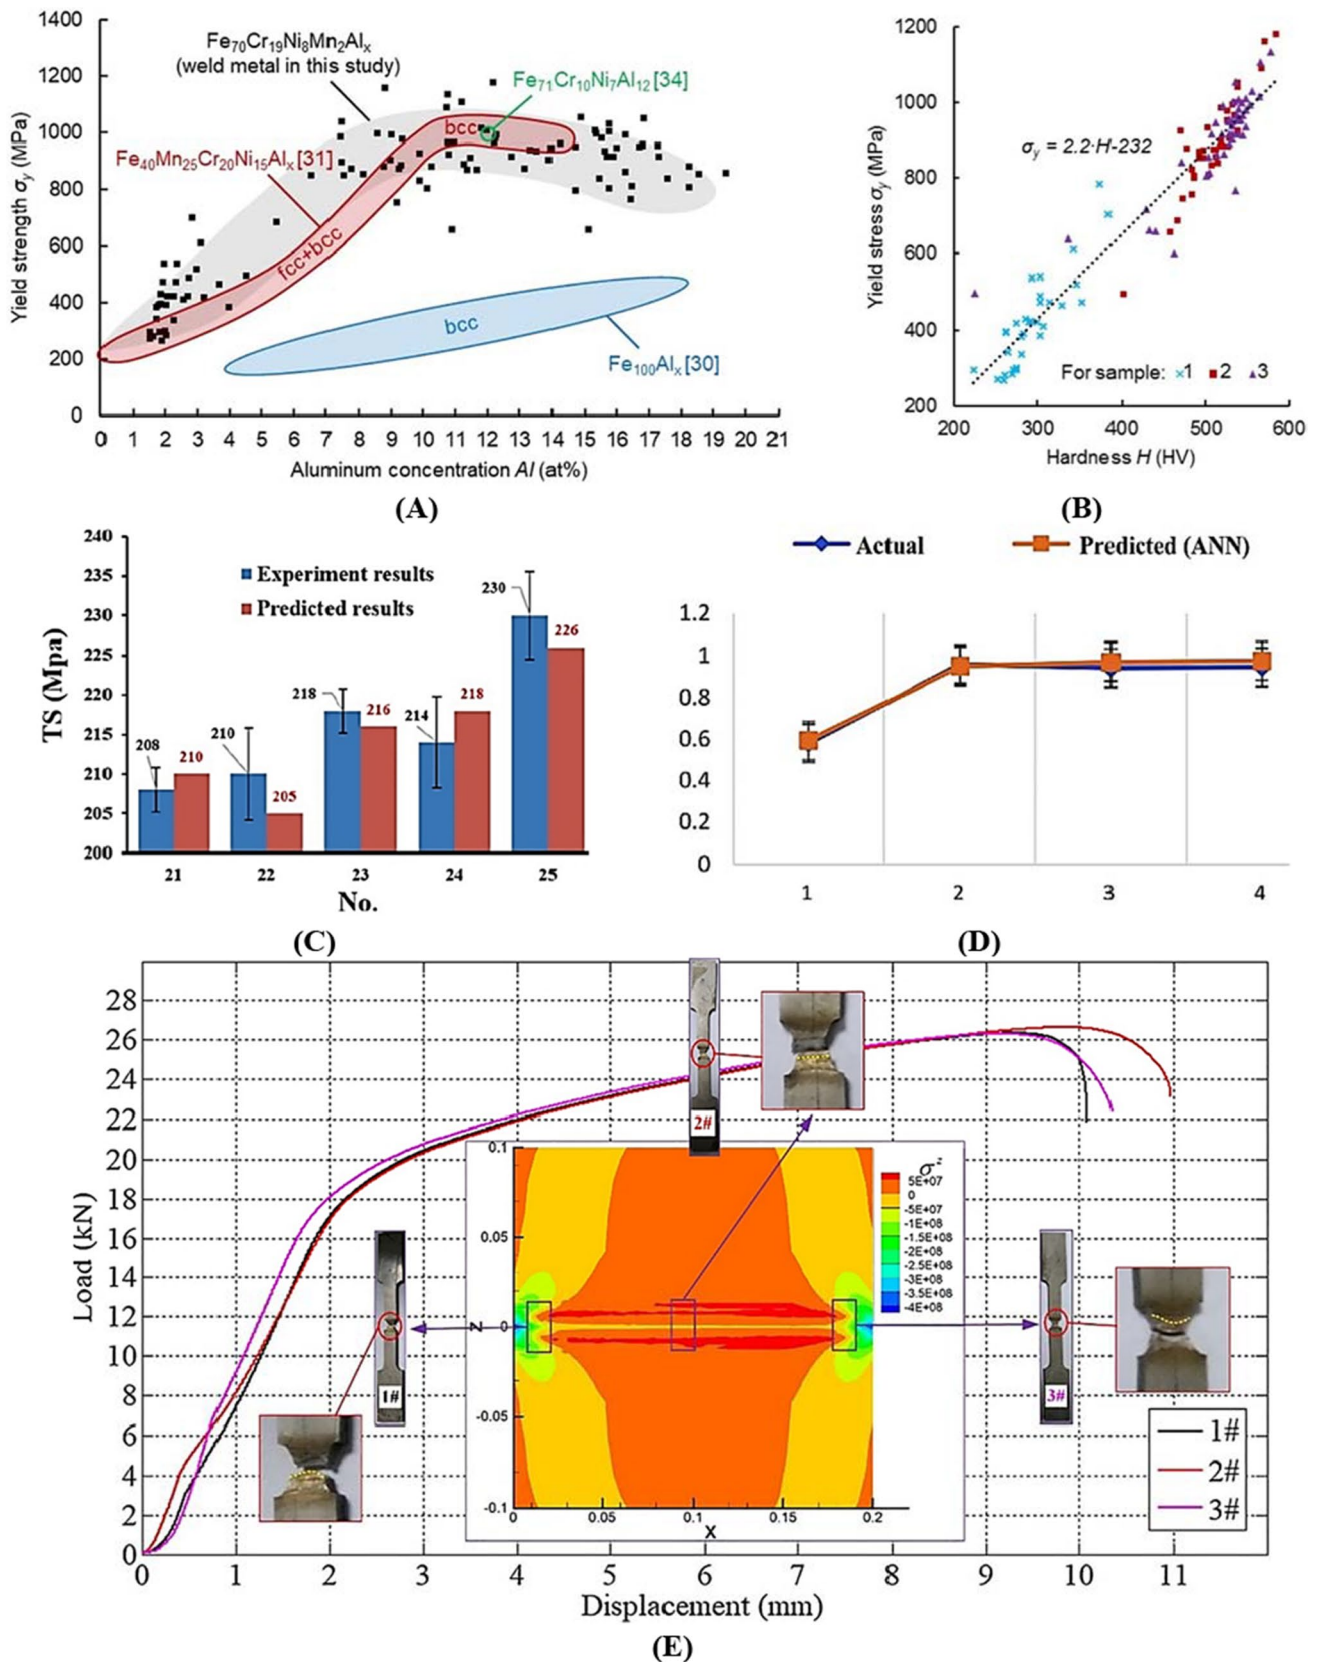 1400
1200
1000
800
600
400
200
0
Yield strength σy (MPa)
Fe70Cr19Ni8Mn2Alx
(weld metal in this study)
Fe71Cr10Ni7Al12 [34]
Fe40Mn25Cr20Ni15Alx [31]
bcc
fcc+bcc
bcc
Fe100Alx [30]
0 1 2 3 4 5 6 7 8 9 10 11 12 13 14 15 16 17 18 19 20 21
Aluminum concentration Al (at%)
(A)
1200
1000
800
600
400
200
Yield stress σy (MPa)
σy = 2.2·H-232
For sample: 1 2 3
200 300 400 500 600
Hardness H (HV)
(B)
240
235
230
225
220
215
210
205
200
TS (Mpa)
Experiment results
Predicted results
208
210
210
205
218
216
214
218
230
226
21 22 23 24 25
No.
(C)
Actual
Predicted (ANN)
1.2
1
0.8
0.6
0.4
0.2
0
1 2 3 4
(D)
28
26
24
22
20
18
16
14
12
10
8
6
4
2
0
Load (kN)
2#
1#
3#
0.1
0.05
0
-0.05
-0.1
Z
0 0.05 0.1 0.15 0.2
X
σz
5E+07
0
-5E+07
-1E+08
-1.5E+08
-2E+08
-2.5E+08
-3E+08
-3.5E+08
-4E+08
1#
2#
3#
0 1 2 3 4 5 6 7 8 9 10 11
Displacement (mm)
(E)